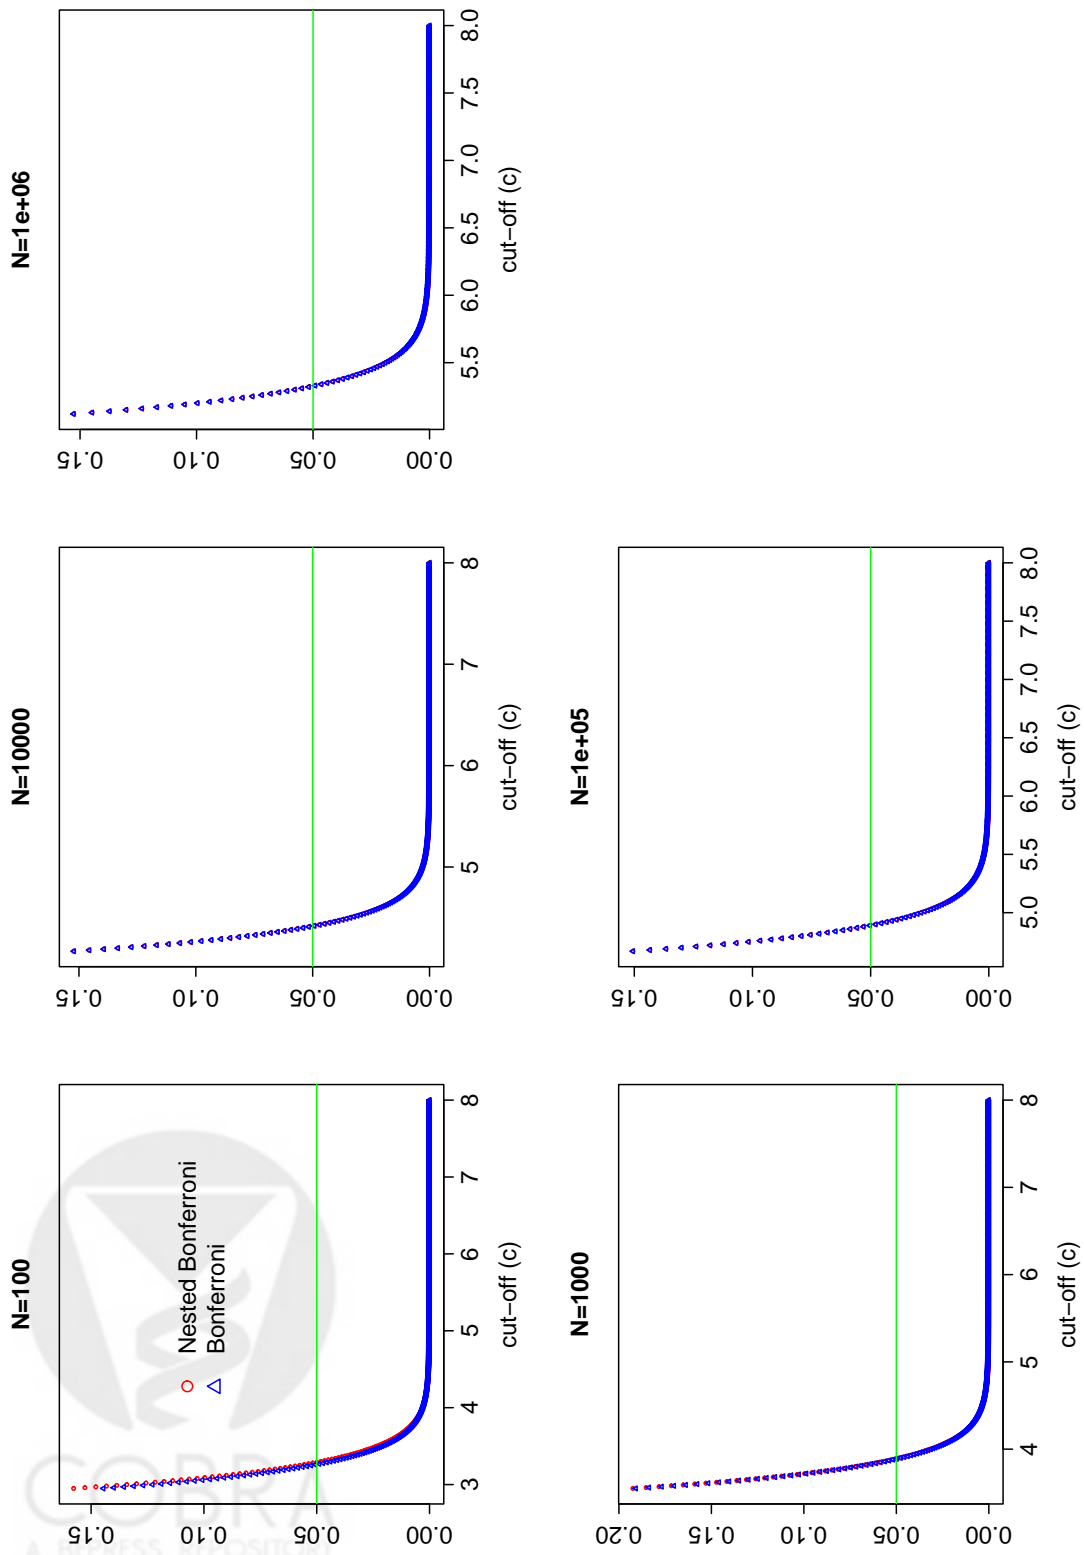 N=100
0.15
0.10
0.05
0.00
Nested Bonferroni
Bonferroni
3 4 5 6 7 8
cut−off (c)
N=10000
0.15
0.10
0.05
0.00
5 6 7 8
cut−off (c)
N=1e+06
0.15
0.10
0.05
0.00
5.5 6.0 6.5 7.0 7.5 8.0
cut−off (c)
N=1000
0.20
0.15
0.10
0.05
0.00
4 5 6 7 8
cut−off (c)
N=1e+05
0.15
0.10
0.05
0.00
5.0 5.5 6.0 6.5 7.0 7.5 8.0
cut−off (c)
COBRA
A BEPRESS REPOSITORY